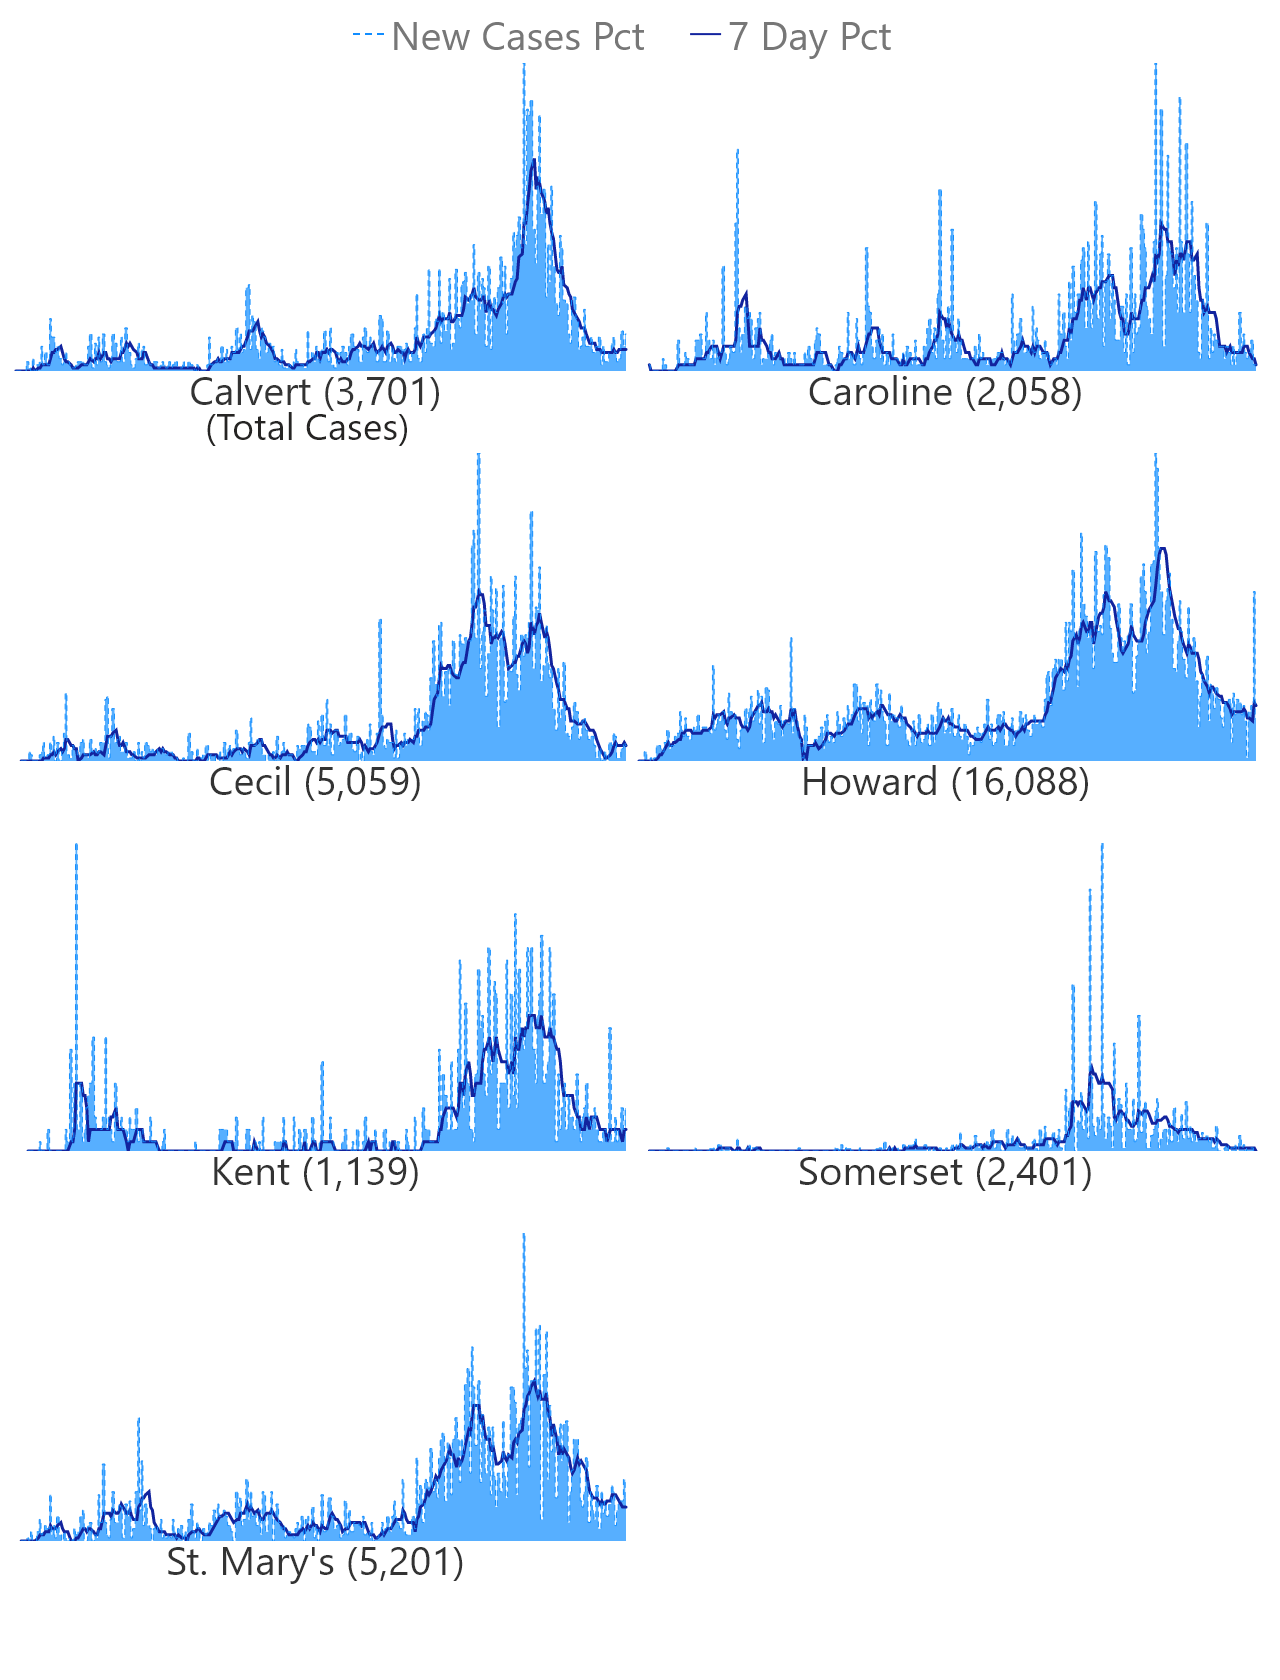 New Cases Pct 7 Day Pct
Calvert (3,701) Caroline (2,058)
(Total Cases)
Cecil (5,059) Howard (16,088)
Kent (1,139) Somerset (2,401)
St. Mary's (5,201)